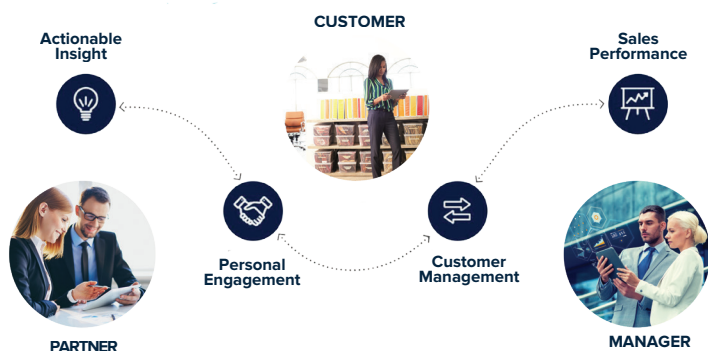 CUSTOMER
Actionable
Insight
Sales
Performance
Personal
Engagement
Customer
Management
PARTNER
MANAGER